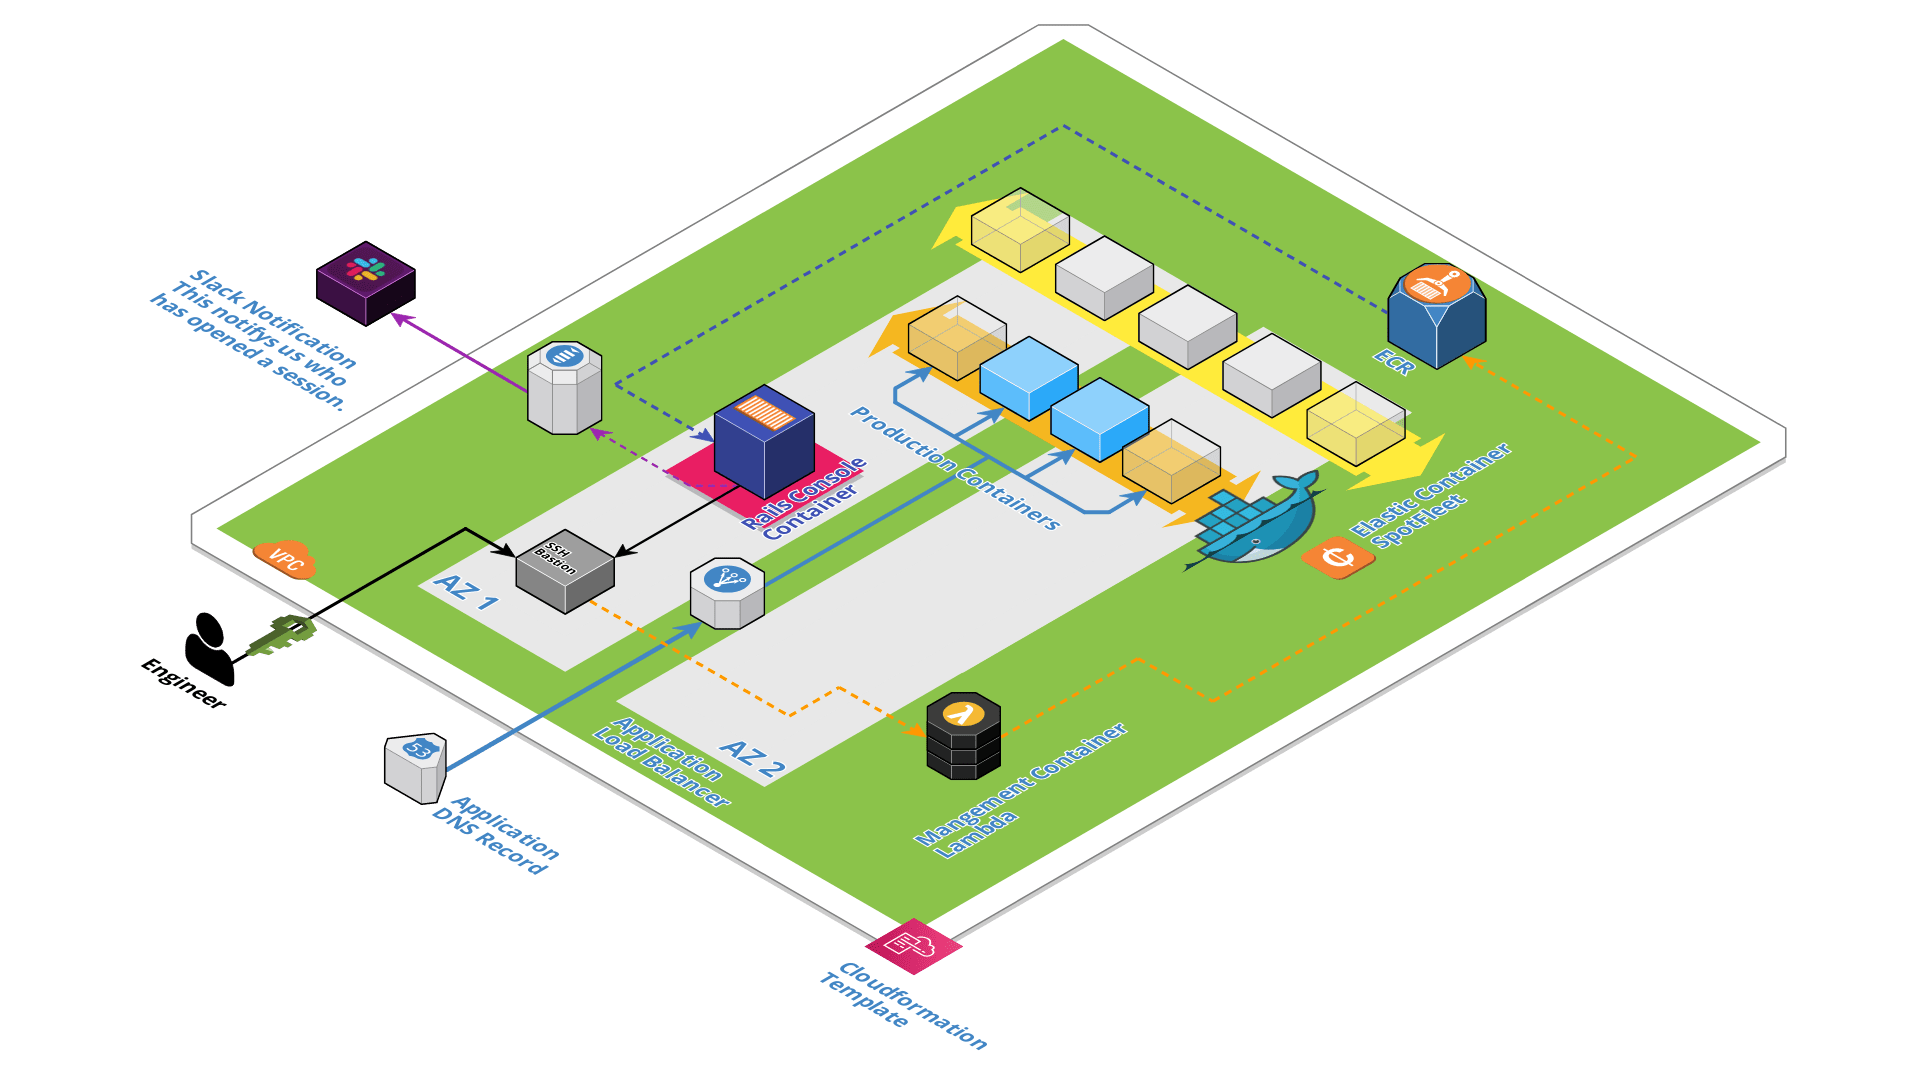 Slack Notification
This notifys us who
has opened a session.
ECR
Production Containers
Rails Console
Container
Elastic Container
SpotFleet
VPC
SSH
Bastion
AZ 1
Engineer
53
Application
Load Balancer
AZ 2
Application
DNS Record
λ
Mangement Container
Lambda
Cloudformation
Template